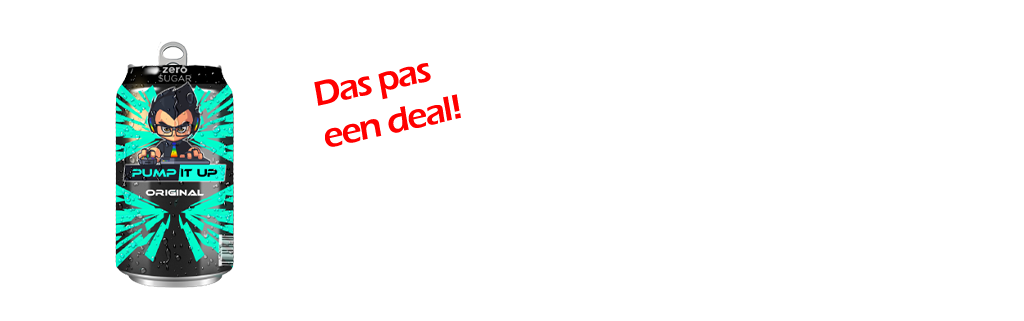 zero
SUGAR
Das pas
een deal!
PUMP IT UP
ORIGINAL